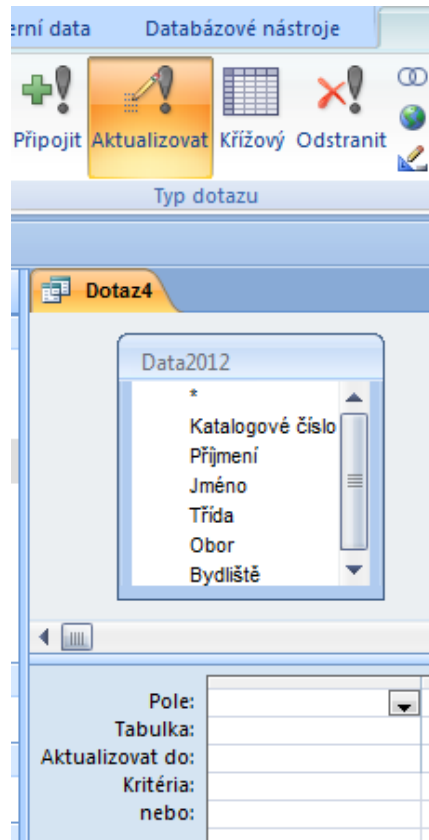 erní data Databázové nástroje
Připojit Aktualizovat Křížový Odstranit
Typ dotazu
Dotaz4
Data2012
*
Katalogové číslo
Příjmení
Jméno
Třída
Obor
Bydliště
Pole:
Tabulka:
Aktualizovat do:
Kritéria:
nebo: